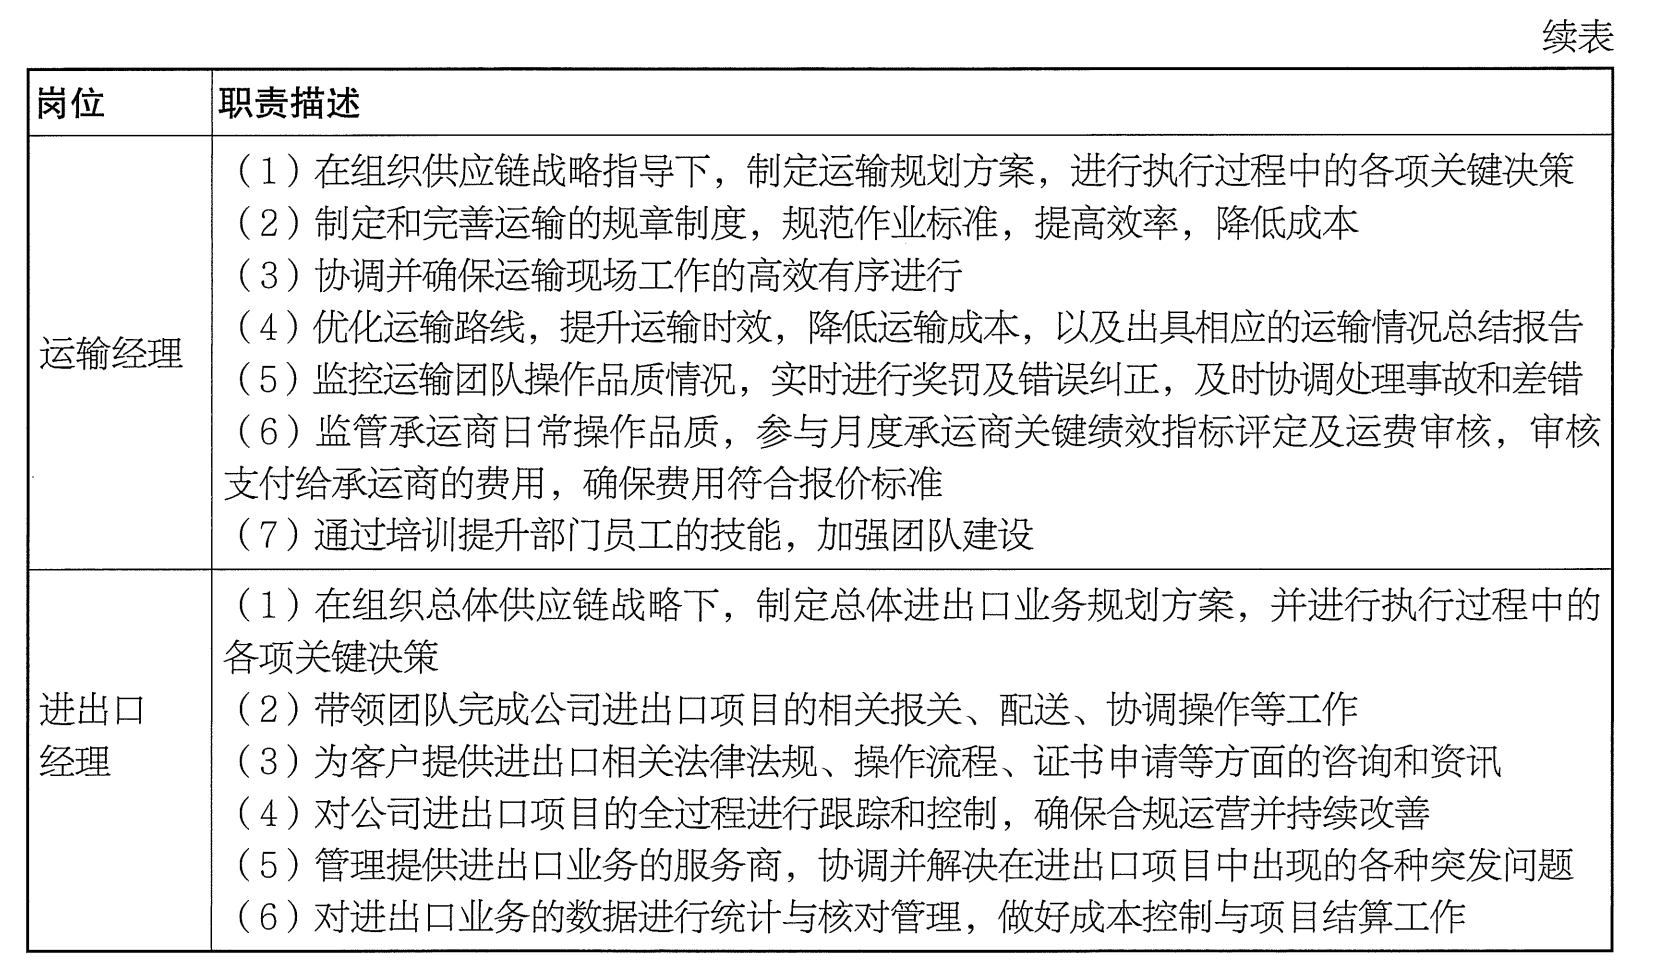 续表
岗位 职责描述
运输经理
（1）在组织供应链战略指导下，制定运输规划方案，进行执行过程中的各项关键决策
（2）制定和完善运输的规章制度，规范作业标准，提高效率，降低成本
（3）协调并确保运输现场工作的高效有序进行
（4）优化运输路线，提升运输时效，降低运输成本，以及出具相应的运输情况总结报告
（5）监控运输团队操作品质情况，实时进行奖罚及错误纠正，及时协调处理事故和差错
（6）监管承运商日常操作品质，参与月度承运商关键绩效指标评定及运费审核，审核
支付给承运商的费用，确保费用符合报价标准
（7）通过培训提升部门员工的技能，加强团队建设
进出口
经理
（1）在组织总体供应链战略下，制定总体进出口业务规划方案，并进行执行过程中的
各项关键决策
（2）带领团队完成公司进出口项目的相关报关、配送、协调操作等工作
（3）为客户提供进出口相关法律法规、操作流程、证书申请等方面的咨询和资讯
（4）对公司进出口项目的全过程进行跟踪和控制，确保合规运营并持续改善
（5）管理提供进出口业务的服务商，协调并解决在进出口项目中出现的各种突发问题
（6）对进出口业务的数据进行统计与核对管理，做好成本控制与项目结算工作